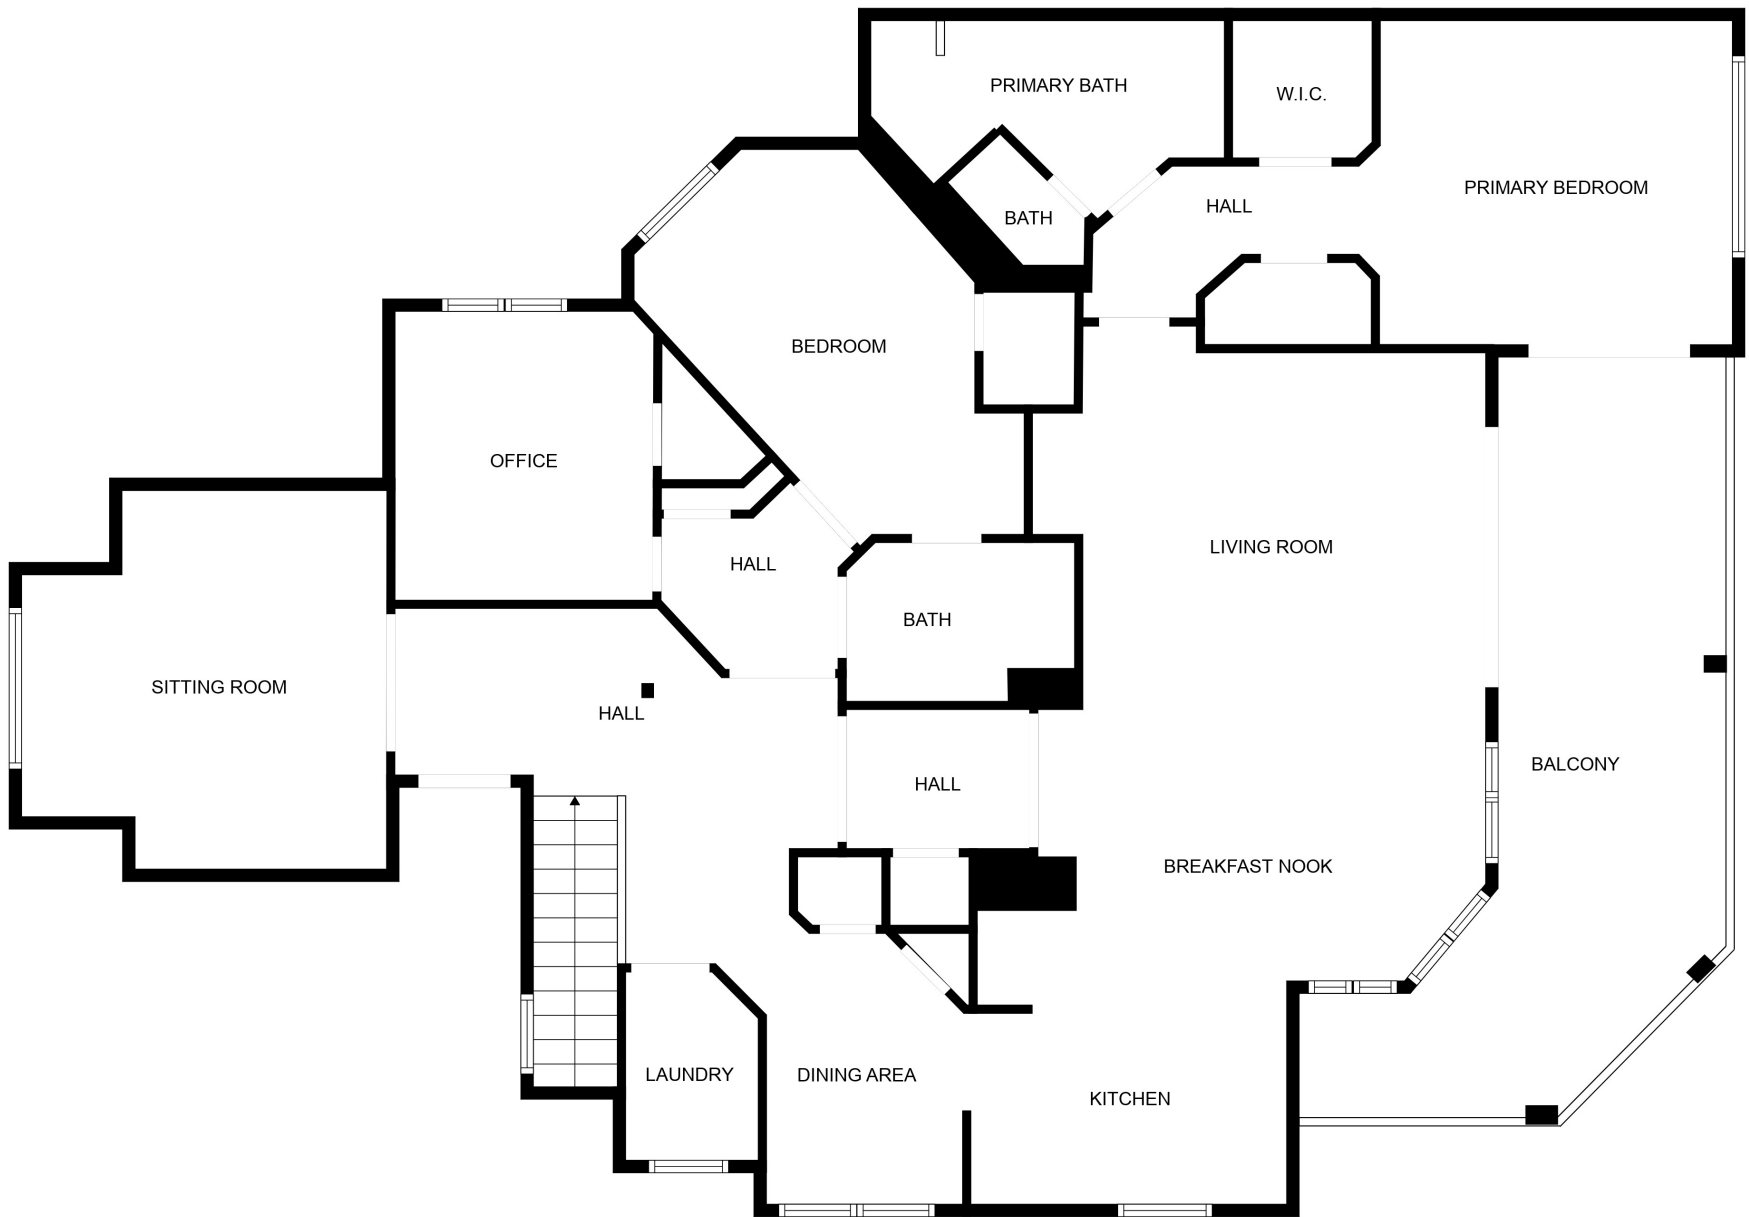 PRIMARY BATH
W.I.C.
PRIMARY BEDROOM
BATH
HALL
BEDROOM
OFFICE
LIVING ROOM
HALL
BATH
SITTING ROOM
HALL
BALCONY
HALL
BREAKFAST NOOK
LAUNDRY
DINING AREA
KITCHEN